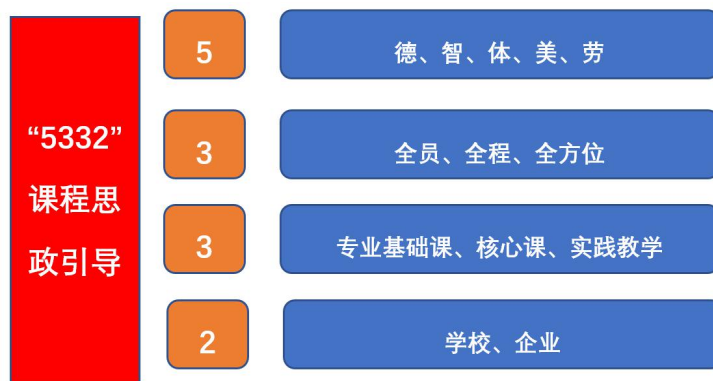 “5332”
课程思
政引导
5
德、智、体、美、劳
3
全员、全程、全方位
3
专业基础课、核心课、实践教学
2
学校、企业